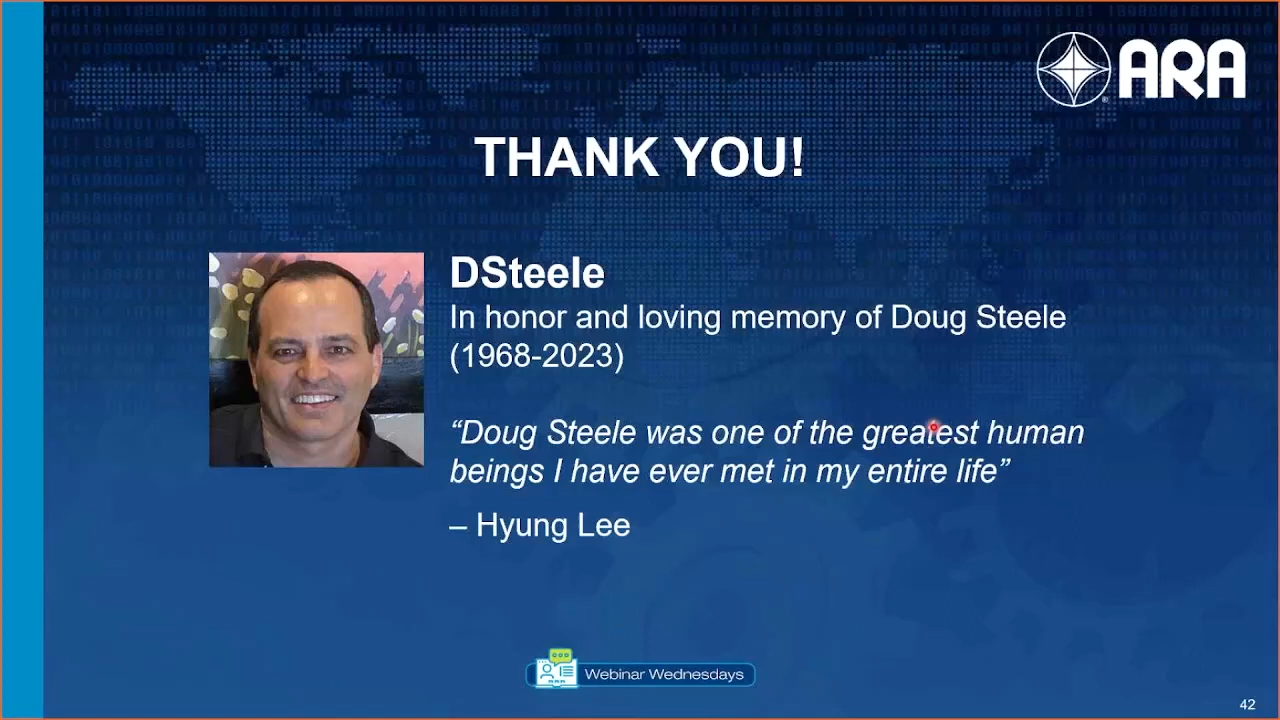 ARA
THANK YOU!
DSteele
In honor and loving memory of Doug Steele
(1968-2023)
“Doug Steele was one of the greatest human
beings I have ever met in my entire life”
– Hyung Lee
Webinar Wednesdays
42